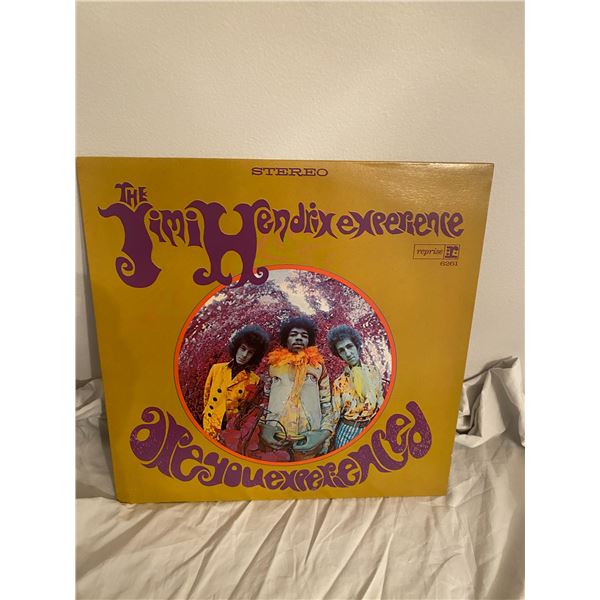 STEREO
THE
Jimi Hendrix experience
reprise
6261
are you experienced